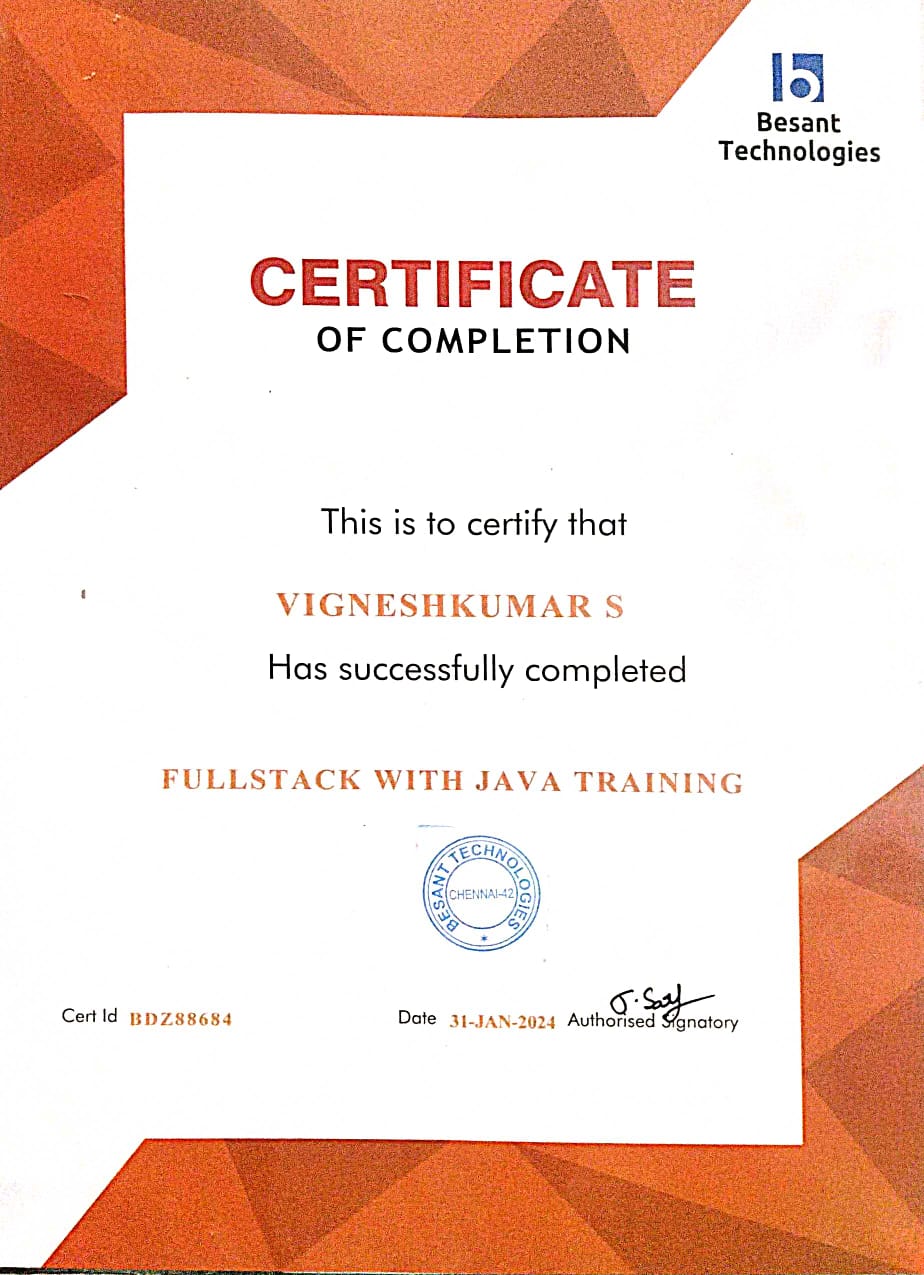 Besant
Technologies
CERTIFICATE
OF COMPLETION
This is to certify that
VIGNESHKUMAR S
Has successfully completed
FULLSTACK WITH JAVA TRAINING
BESANT TECHNOLOGIES
CHENNAI-42
Cert Id BDZ88684
Date 31-JAN-2024 Authorised Signatory